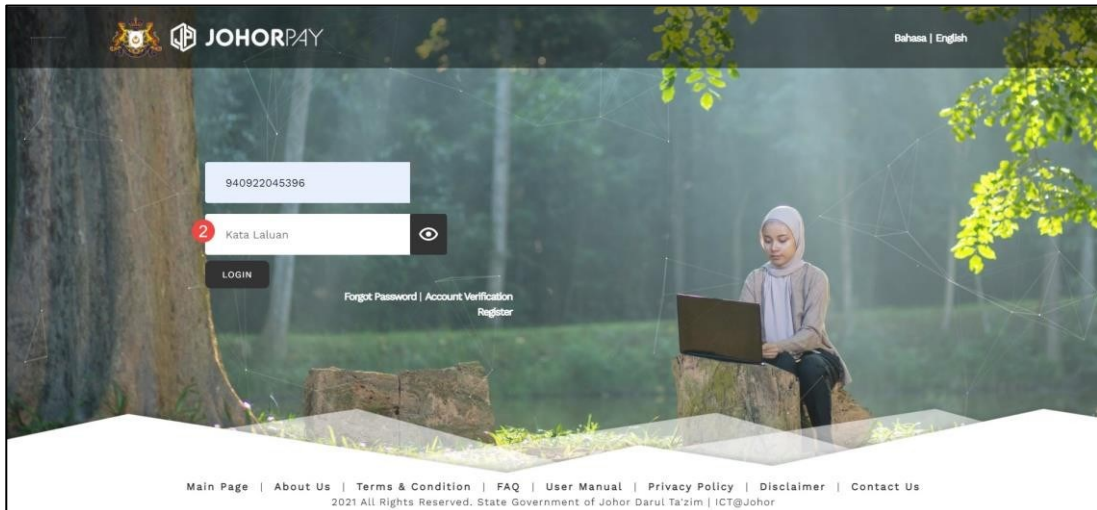 JOHORPAY
Bahasa | English
940922045396
2
Kata Laluan
LOGIN
Forgot Password | Account Verification
Register
Main Page | About Us | Terms & Condition | FAQ | User Manual | Privacy Policy | Disclaimer | Contact Us
2021 All Rights Reserved. State Government of Johor Darul Ta'zim | ICT@Johor